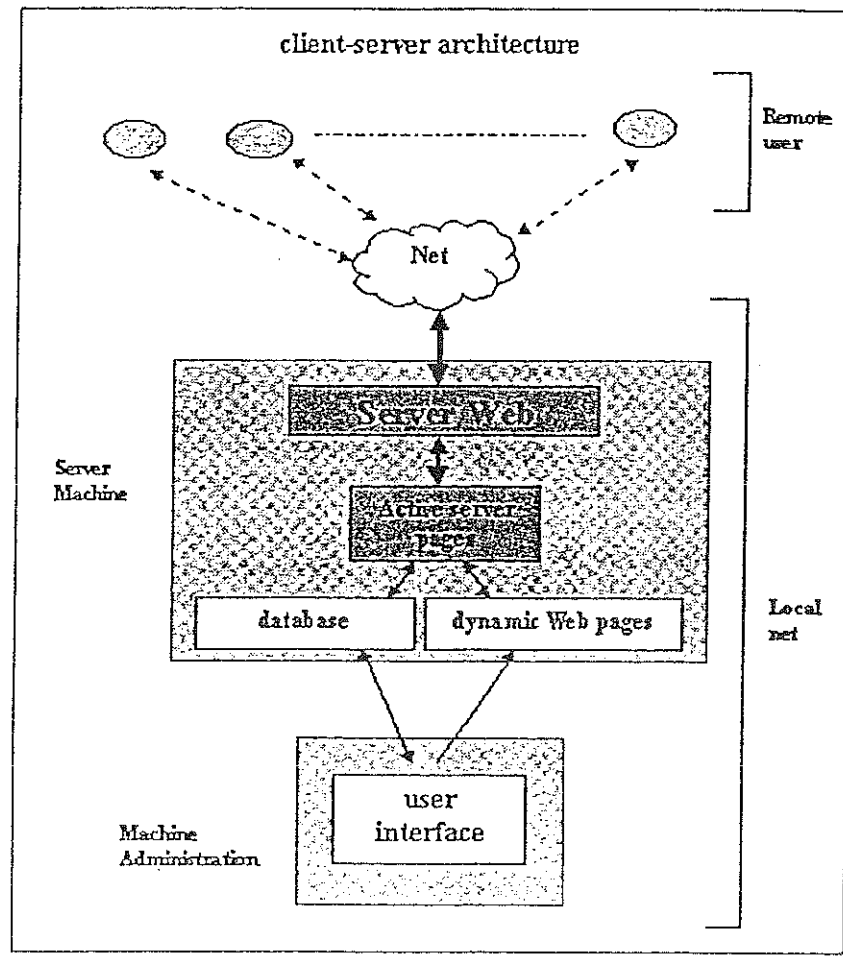 client-server architecture
Remote
user
Net
Server/Web
Server
Machine
Active server
pages
database
dynamic Web pages
Local
net
user
interface
Machine
Administration